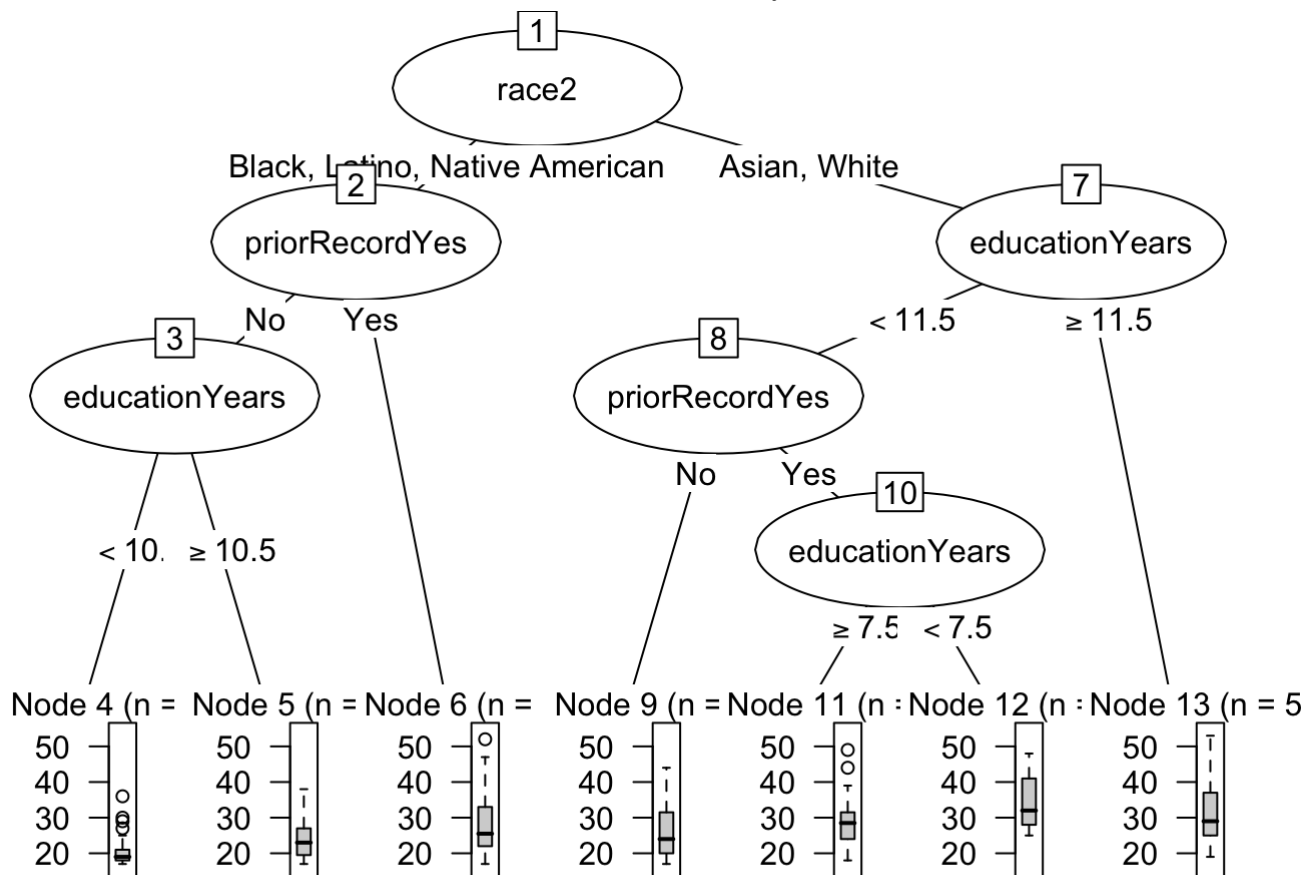 1
race2
Black, Latino, Native American Asian, White
2 7
priorRecordYes educationYears
No Yes < 11.5 ≥ 11.5
3 8
educationYears priorRecordYes
No Yes
10
< 10. ≥ 10.5 educationYears
≥ 7.5 < 7.5
Node 4 (n = Node 5 (n = Node 6 (n = Node 9 (n = Node 11 (n = Node 12 (n = Node 13 (n = 5
50 50 50 50 50 50 50
40 40 40 40 40 40 40
30 30 30 30 30 30 30
20 20 20 20 20 20 20